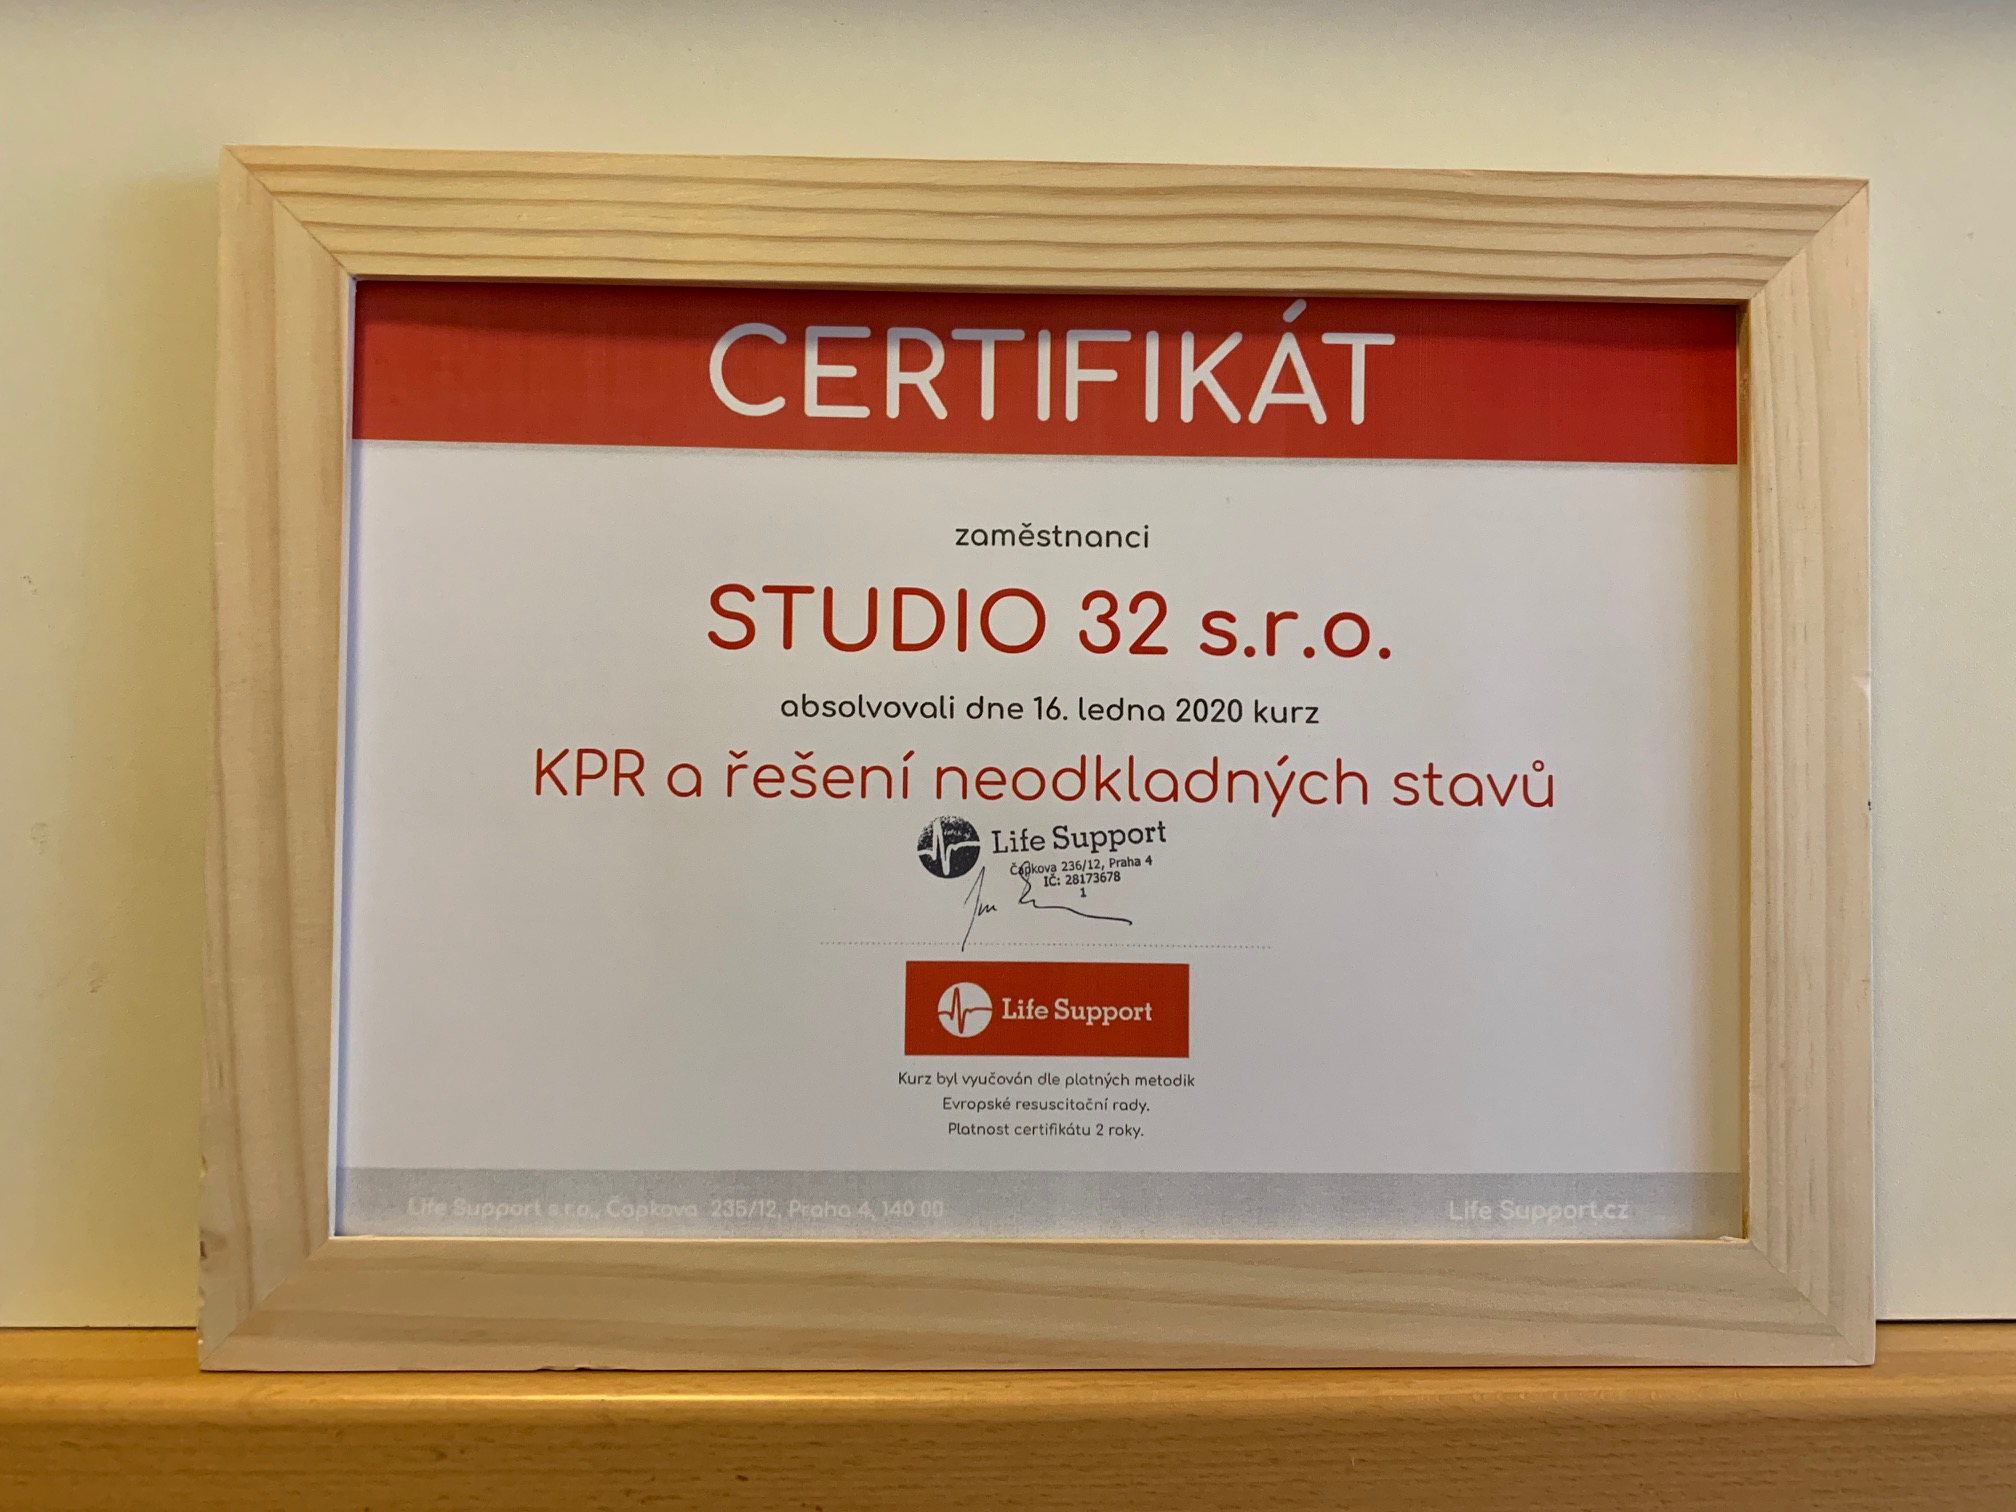 CERTIFIKÁT
zaměstnanci
STUDIO 32 s.r.o.
absolvovali dne 16. ledna 2020 kurz
KPR a řešení neodkladných stavů
Life Support
Čapkova 236/12, Praha 4
IČ: 28173678
1
Life Support
Kurz byl vyučován dle platných metodik
Evropské resuscitační rady.
Platnost certifikátu 2 roky.
Life Support s.r.o., Čapkova 235/12, Praha 4, 140 00
Life Support.cz